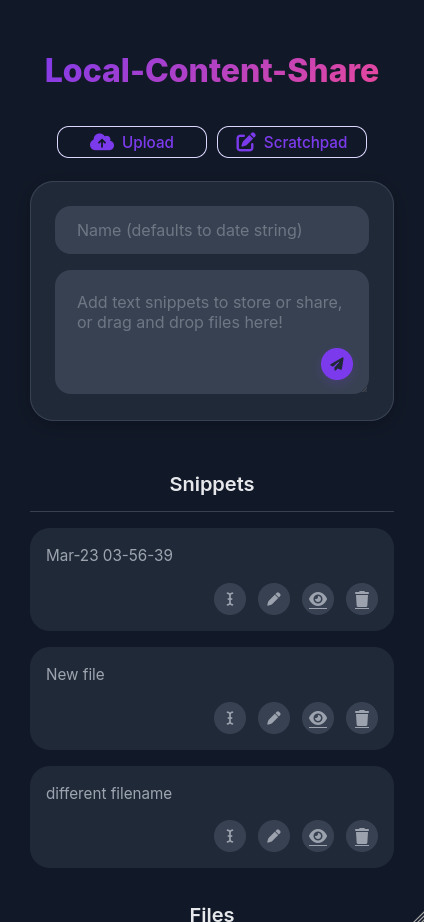 Local-Content-Share
Upload
Scratchpad
Name (defaults to date string)
Add text snippets to store or share,
or drag and drop files here!
Snippets
Mar-23 03-56-39
New file
different filename
Files